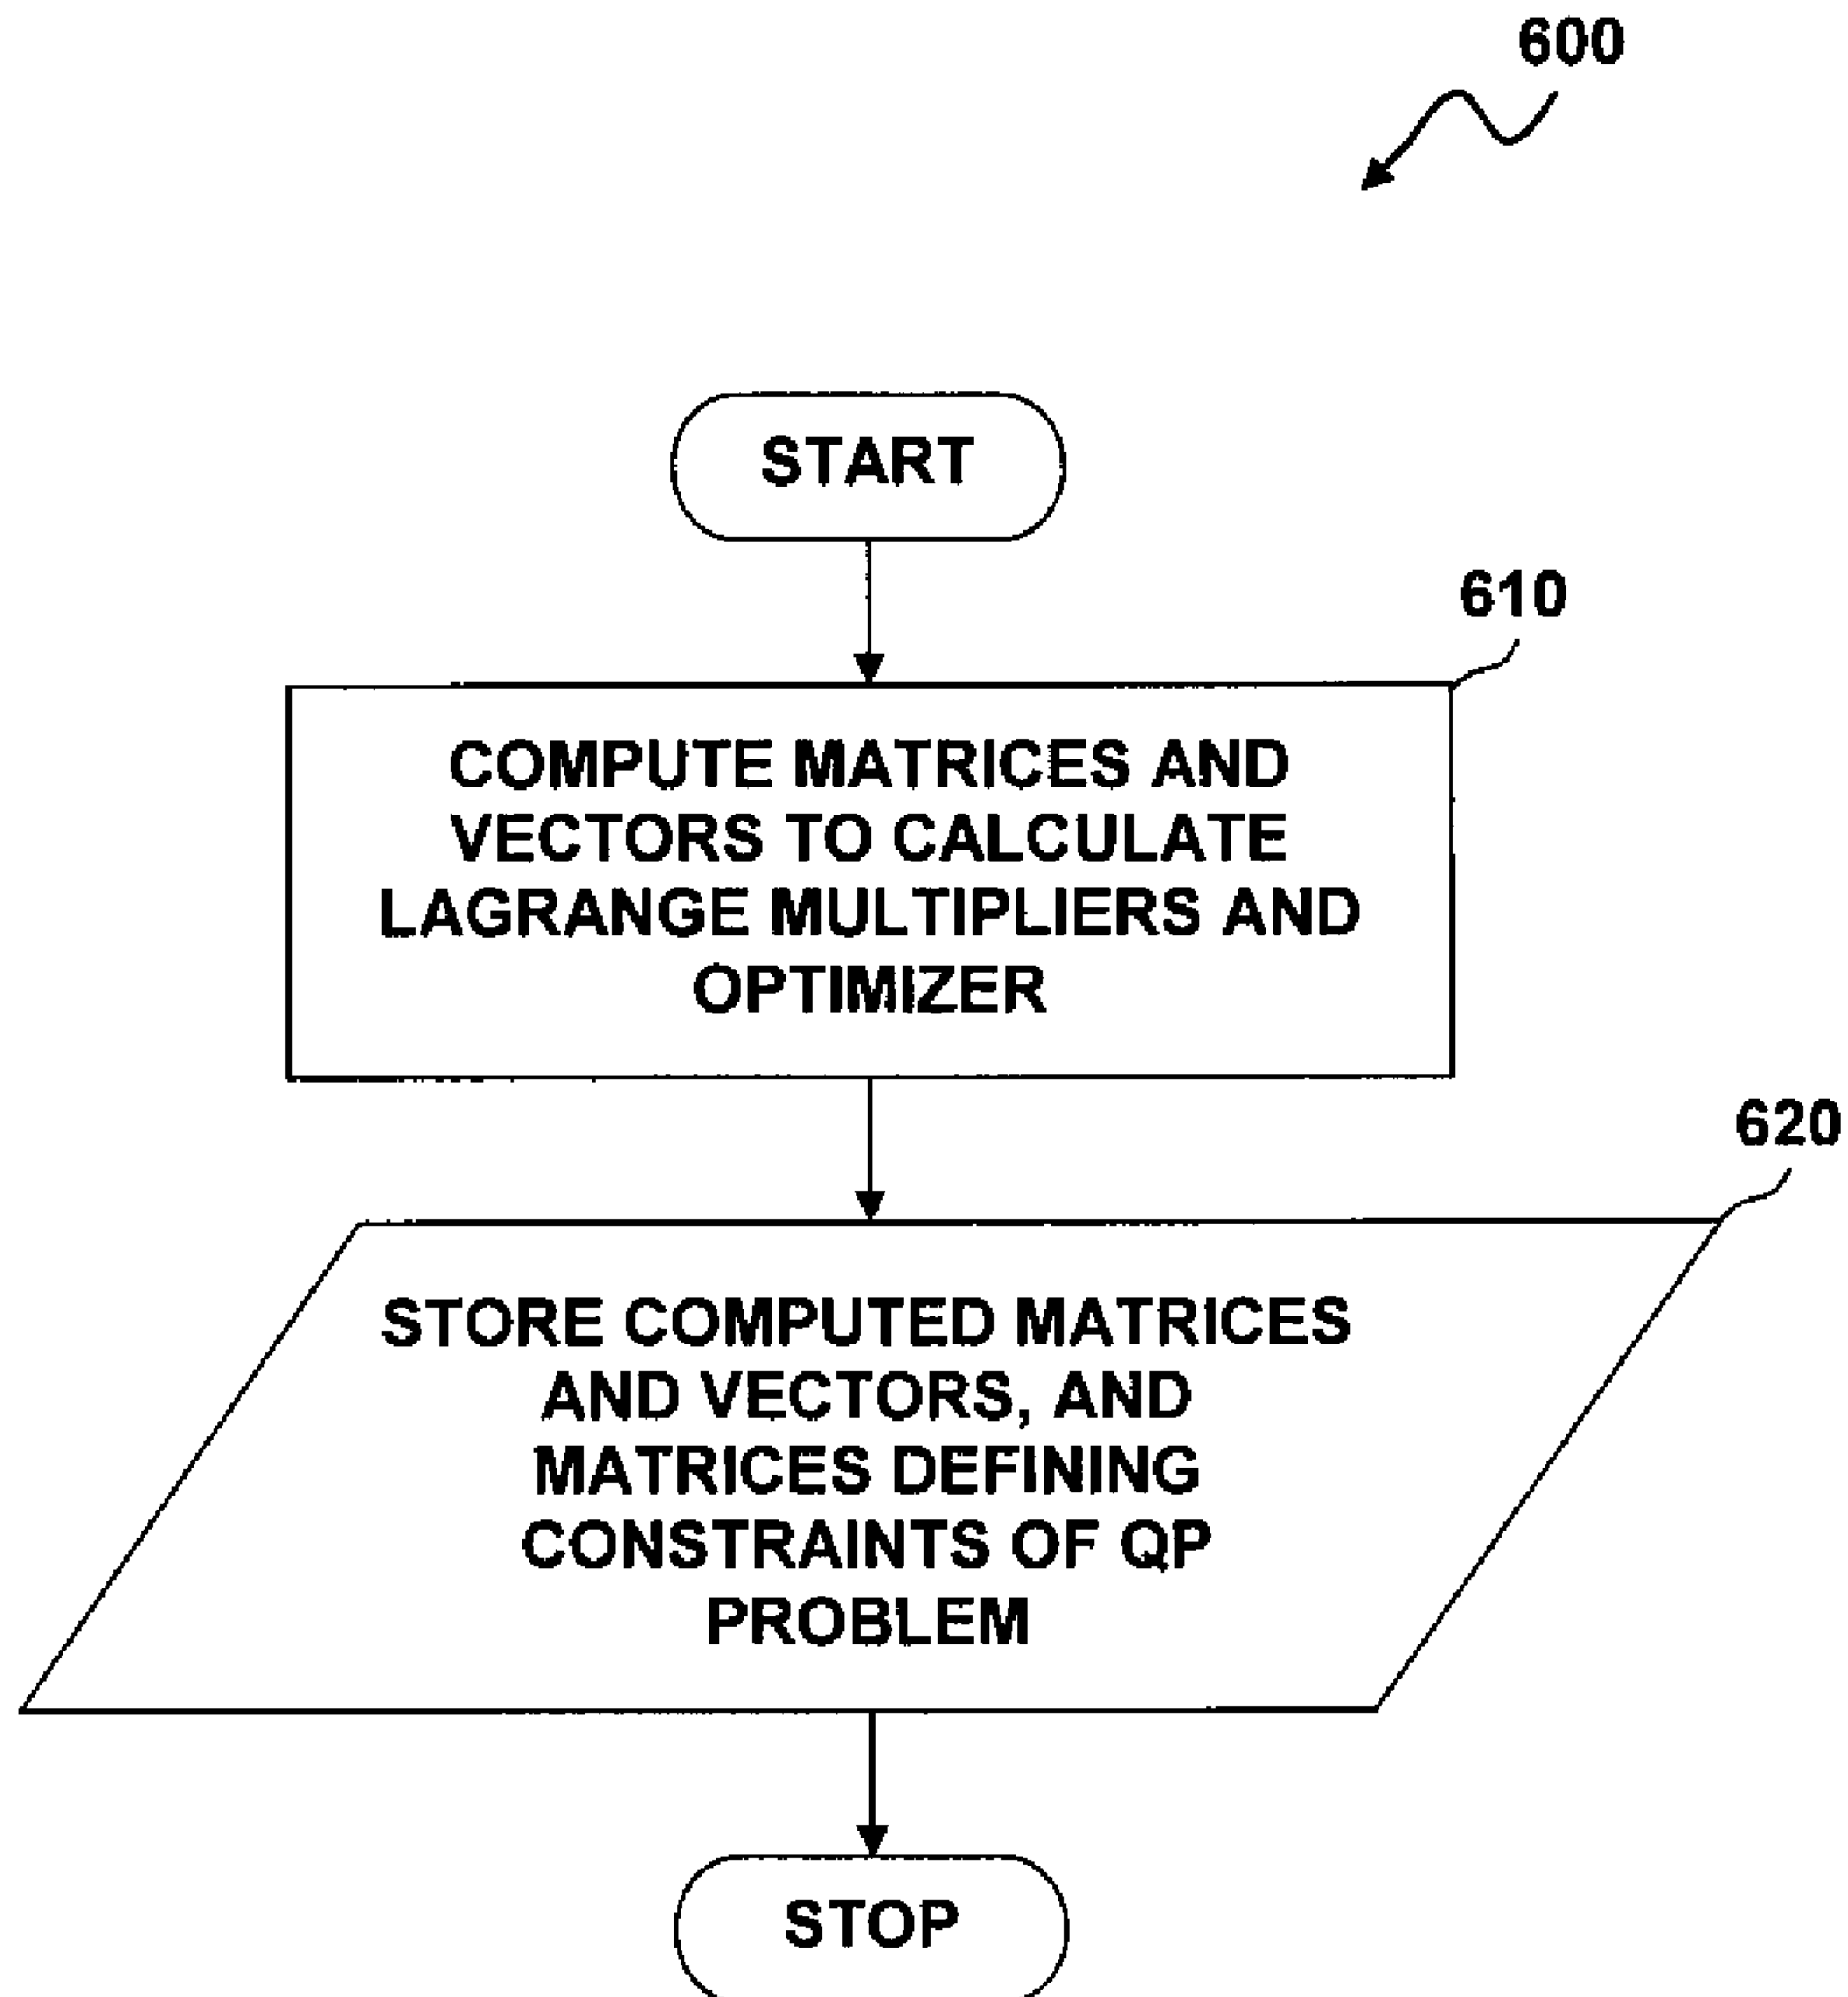 600
START
610
COMPUTE MATRICES AND
VECTORS TO CALCULATE
LAGRANGE MULTIPLIERS AND
OPTIMIZER
620
STORE COMPUTED MATRICES
AND VECTORS, AND
MATRICES DEFINING
CONSTRAINTS OF QP
PROBLEM
STOP